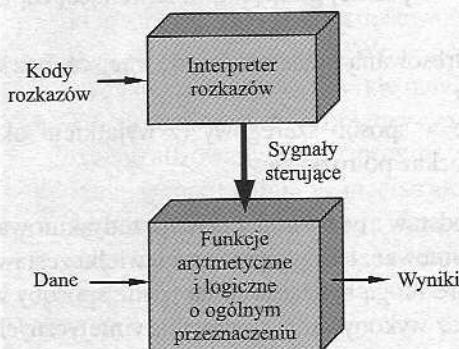 Kody
rozkazów
Interpreter
rozkazów
Sygnały
sterujące
Dane
Funkcje
arytmetyczne
i logiczne
o ogólnym
przeznaczeniu
Wyniki